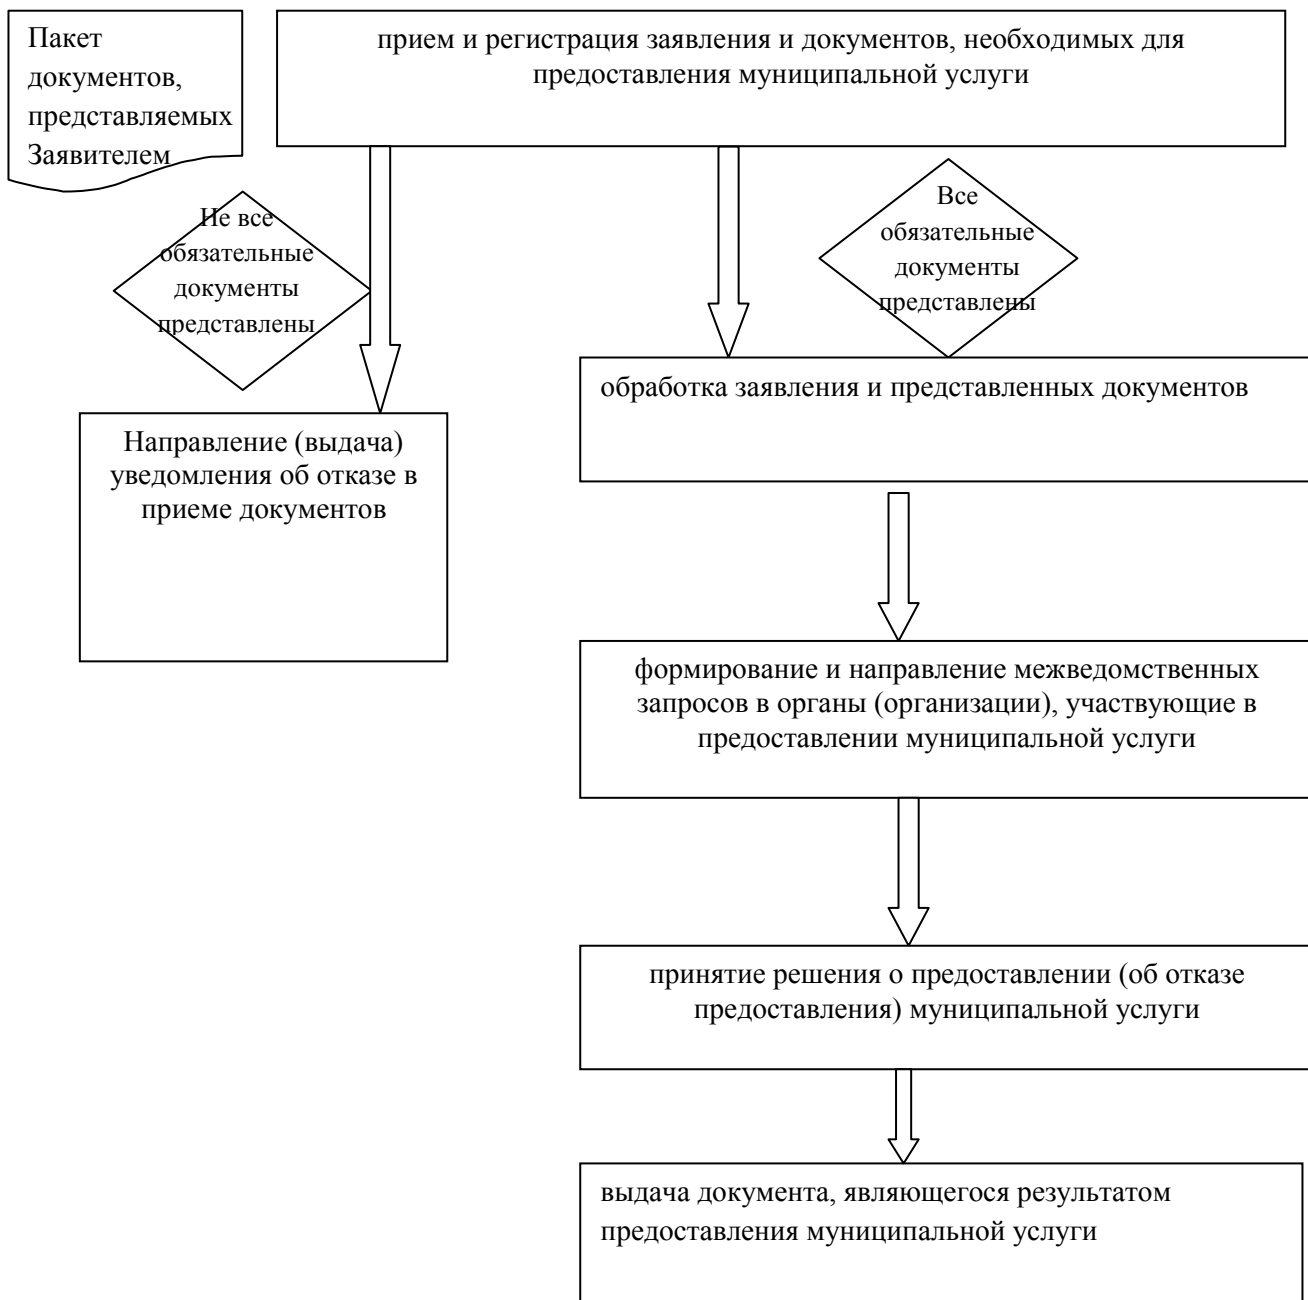 Пакет
документов,
представляемых
Заявителем
прием и регистрация заявления и документов, необходимых для
предоставления муниципальной услуги
Не все
обязательные
документы
представлены
Все
обязательные
документы
представлены
обработка заявления и представленных документов
Направление (выдача)
уведомления об отказе в
приеме документов
формирование и направление межведомственных
запросов в органы (организации), участвующие в
предоставлении муниципальной услуги
принятие решения о предоставлении (об отказе
предоставления) муниципальной услуги
выдача документа, являющегося результатом
предоставления муниципальной услуги